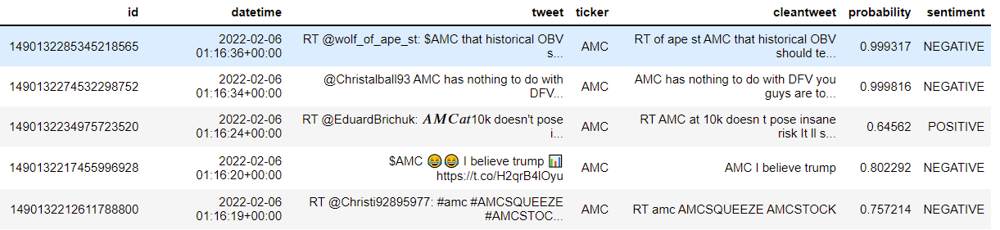 id datetime tweet ticker cleantweet probability sentiment
1490132285345218565 2022-02-06 01:16:36+00:00 RT @wolf_of_ape_st: $AMC that historical OBV s... AMC RT of ape st AMC that historical OBV should te... 0.999317 NEGATIVE
1490132274532298752 2022-02-06 01:16:34+00:00 @Christalball93 AMC has nothing to do with DFV... AMC AMC has nothing to do with DFV you guys are to... 0.999816 NEGATIVE
1490132234975723520 2022-02-06 01:16:24+00:00 RT @EduardBrichuk: 𝑨𝑴𝑪𝒂𝒕10k doesn't pose i... AMC RT AMC at 10k doesn t pose insane risk It ll s... 0.64562 POSITIVE
1490132217455996928 2022-02-06 01:16:20+00:00 $AMC 😂😂 I believe trump 📊 https://t.co/H2qrB4lOyu AMC AMC I believe trump 0.802292 NEGATIVE
1490132212611788800 2022-02-06 01:16:19+00:00 RT @Christi92895977: #amc #AMCSQUEEZE #AMCSTOC... AMC RT amc AMCSQUEEZE AMCSTOCK 0.757214 NEGATIVE